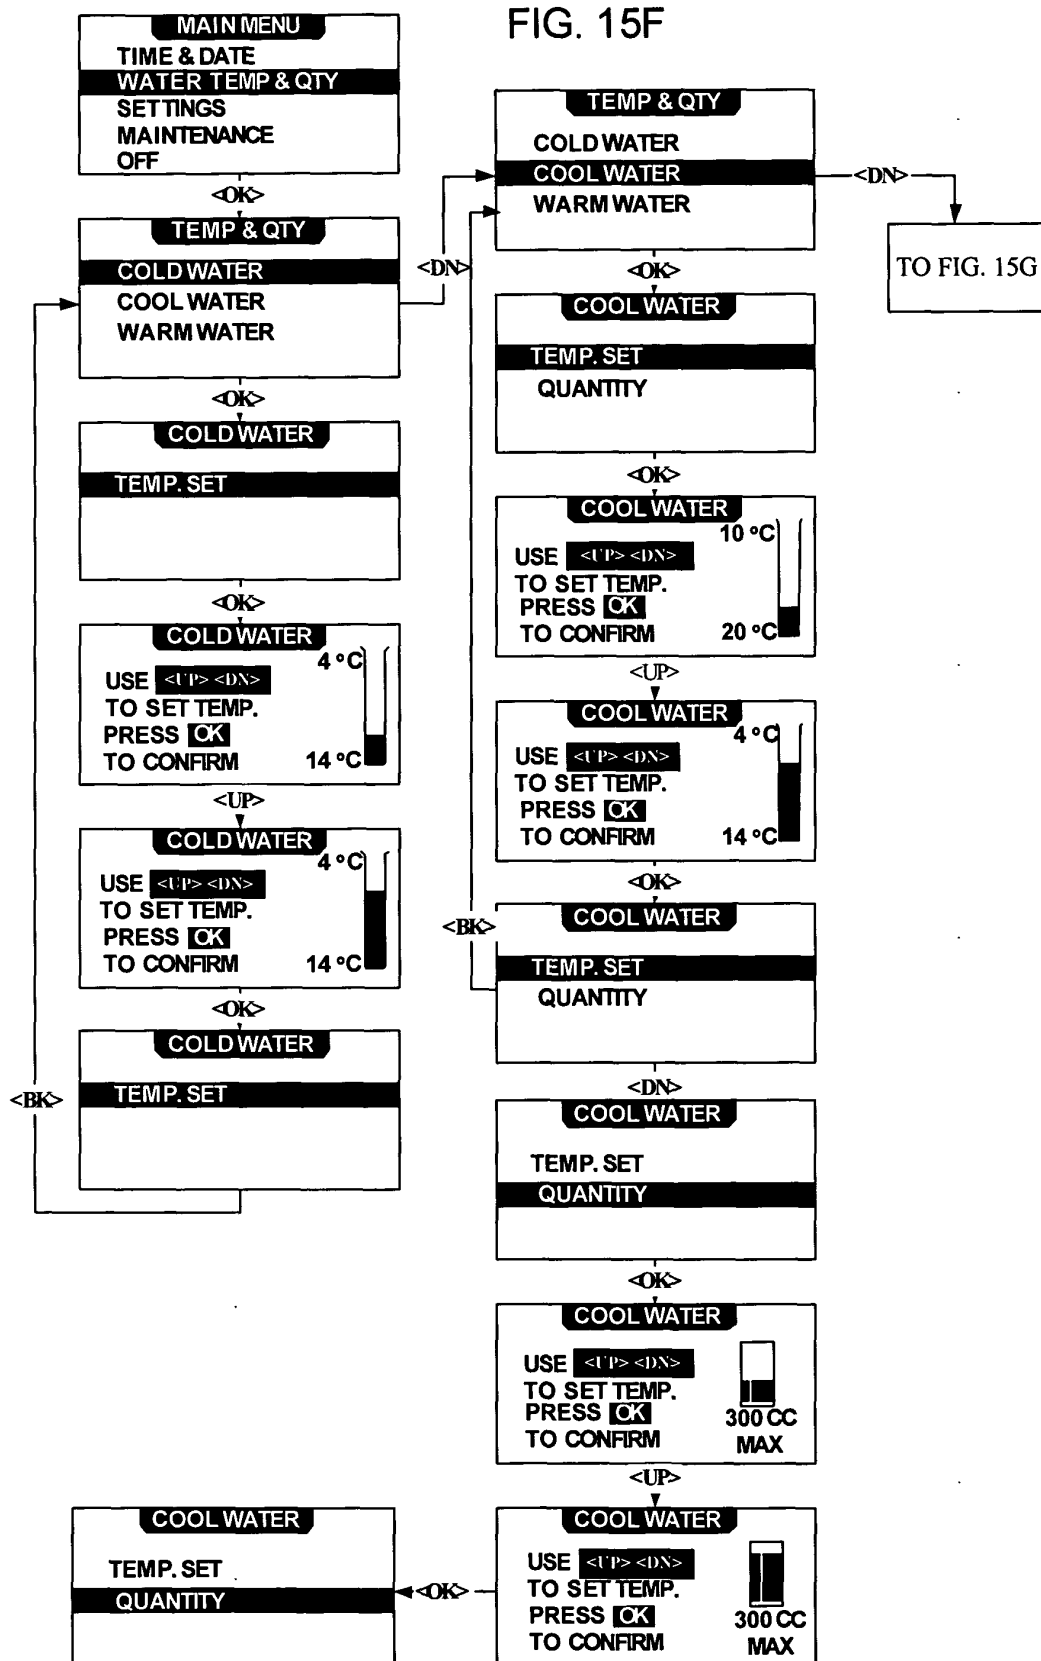 FIG. 15F
MAIN MENU
TIME & DATE
WATER TEMP & QTY
SETTINGS
MAINTENANCE
OFF
<OK>
TEMP & QTY
COLD WATER
COOL WATER
WARM WATER
<DN>
<OK>
COLD WATER
TEMP. SET
<OK>
COLD WATER
4 °C
USE <UP> <DN>
TO SET TEMP.
PRESS OK
TO CONFIRM 14 °C
<UP>
COLD WATER
4 °C
USE <UP> <DN>
TO SET TEMP.
PRESS OK
TO CONFIRM 14 °C
<OK>
COLD WATER
TEMP. SET
<BK>
TEMP & QTY
COLD WATER
COOL WATER
WARM WATER
<DN>
TO FIG. 15G
<OK>
COOL WATER
TEMP. SET
QUANTITY
<OK>
COOL WATER
10 °C
USE <UP> <DN>
TO SET TEMP.
PRESS OK
TO CONFIRM 20 °C
<UP>
COOL WATER
4 °C
USE <UP> <DN>
TO SET TEMP.
PRESS OK
TO CONFIRM 14 °C
<OK>
COOL WATER
TEMP. SET
QUANTITY
<BK>
<DN>
COOL WATER
TEMP. SET
QUANTITY
<OK>
COOL WATER
USE <UP> <DN>
TO SET TEMP.
PRESS OK
TO CONFIRM
300 CC
MAX
<UP>
COOL WATER
USE <UP> <DN>
TO SET TEMP.
PRESS OK
TO CONFIRM
300 CC
MAX
<OK>
COOL WATER
TEMP. SET
QUANTITY